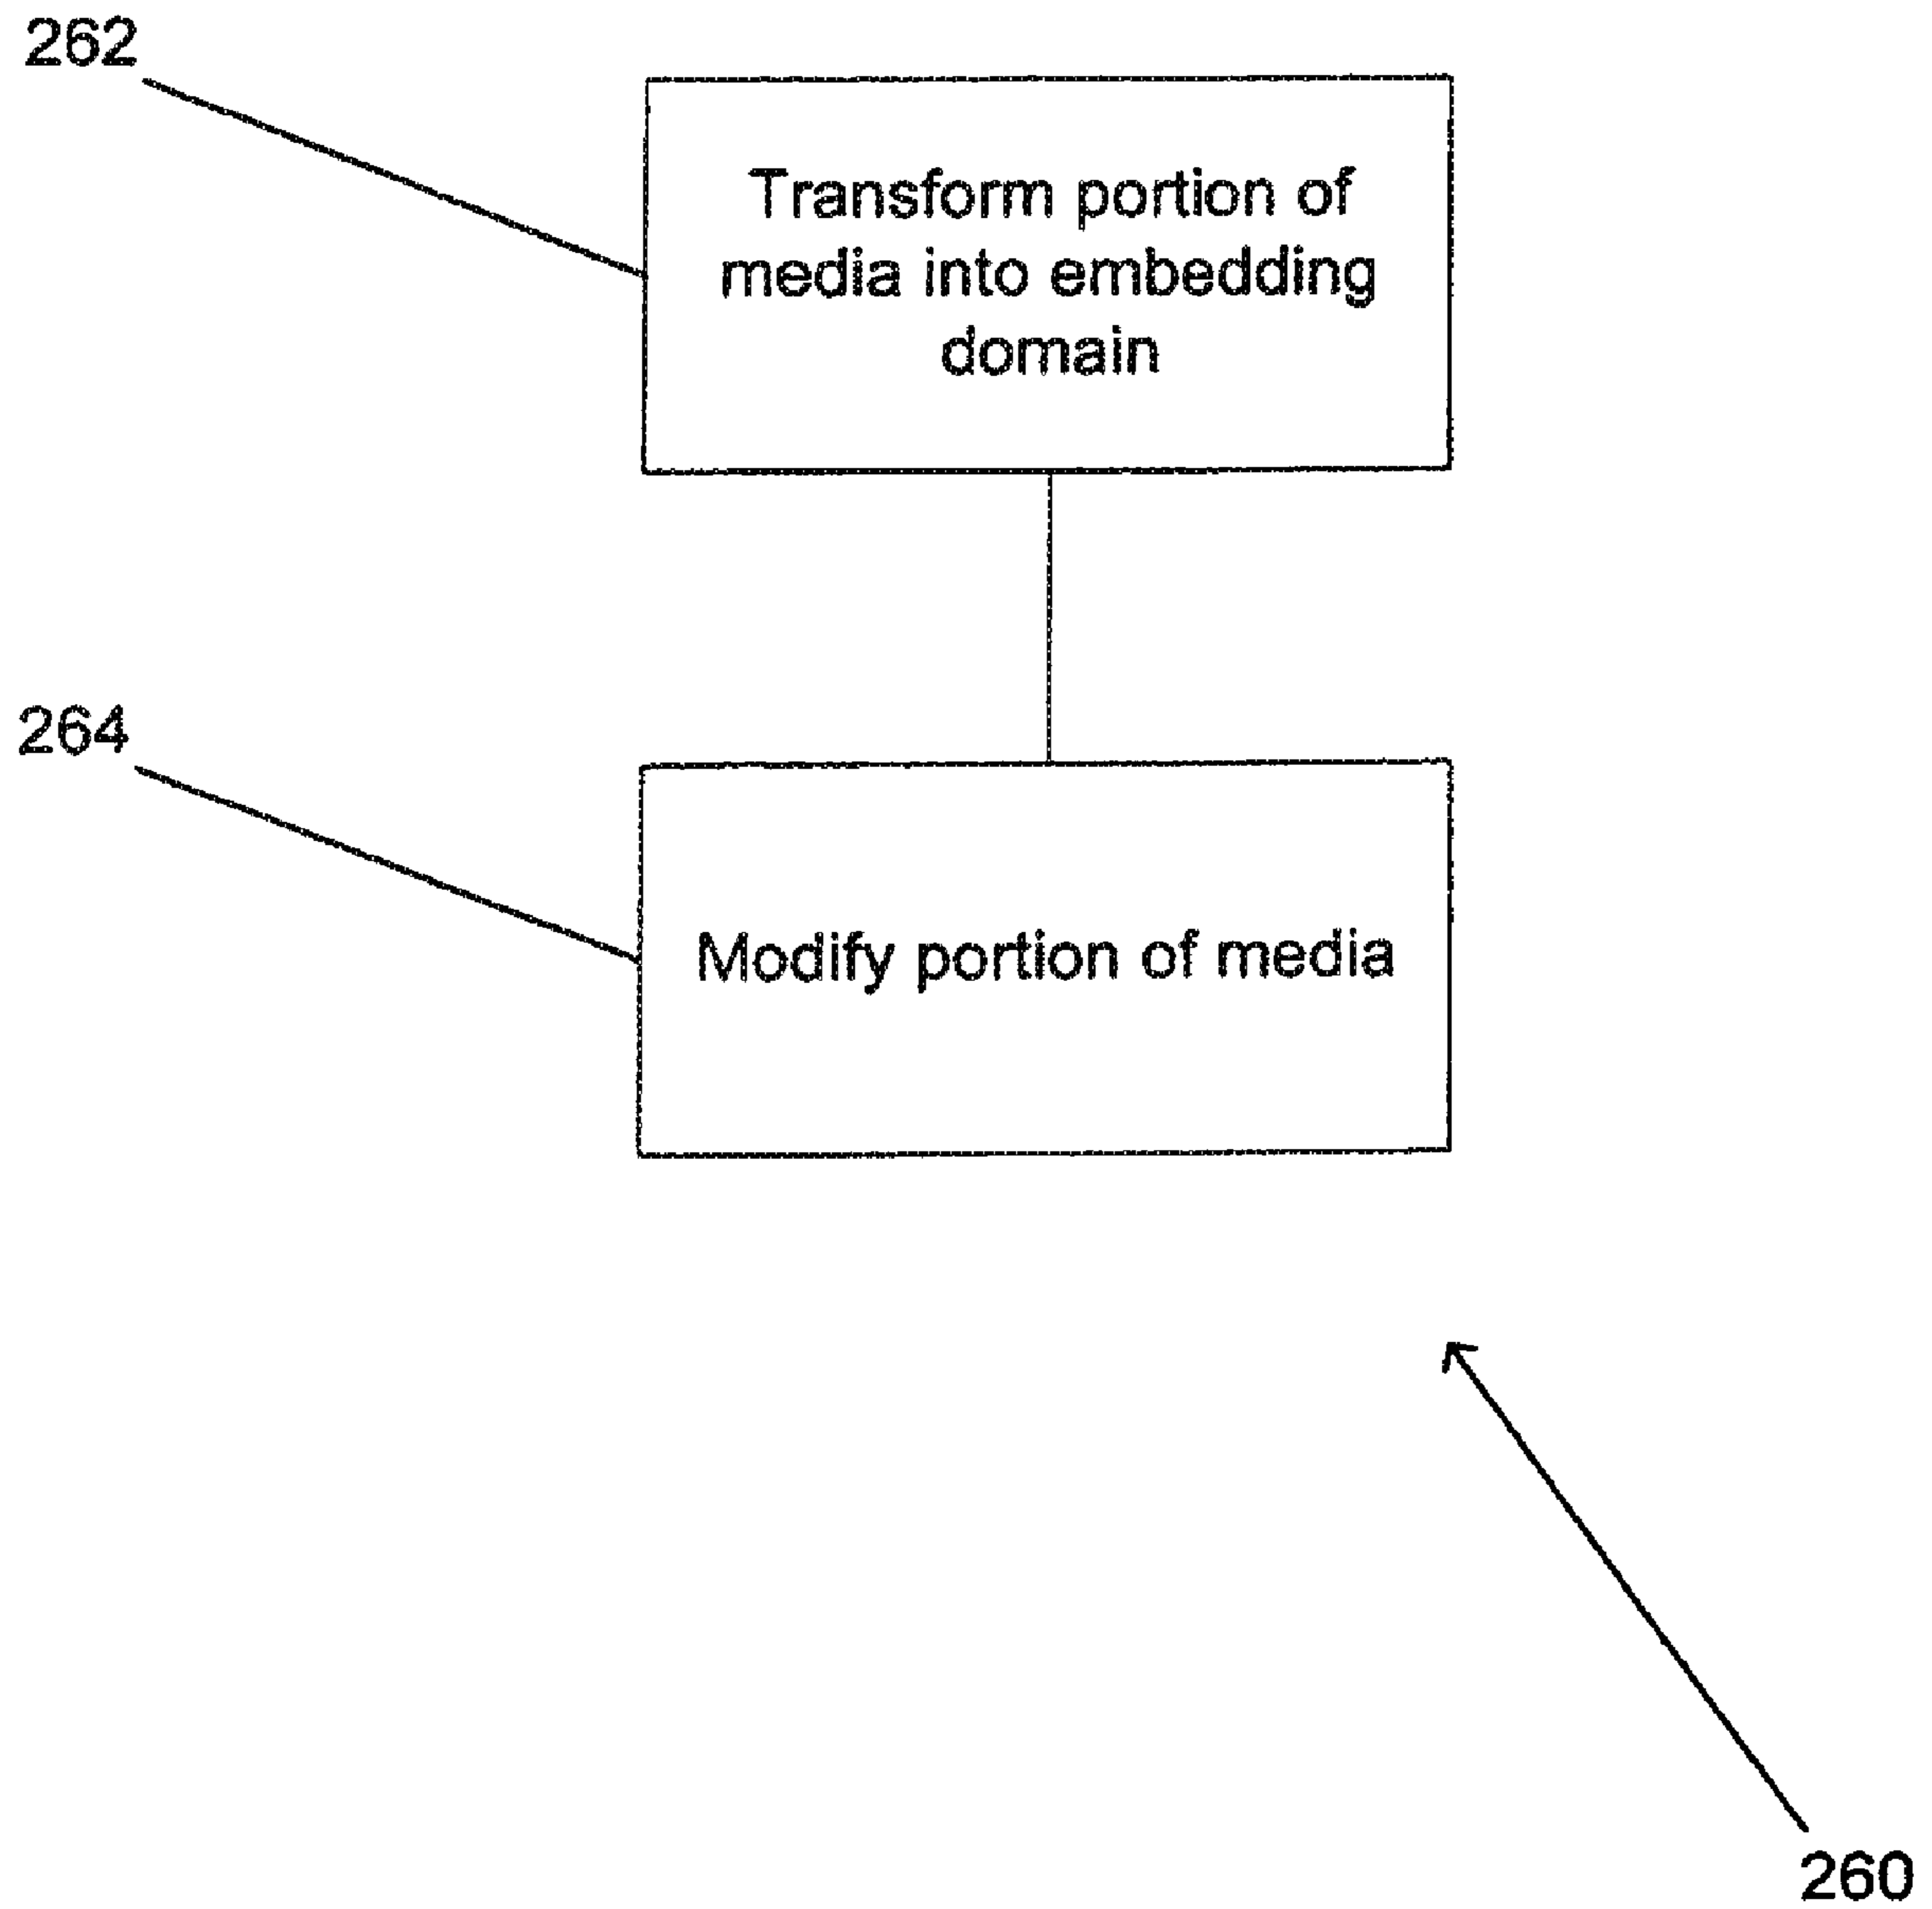 262
Transform portion of
media into embedding
domain
264
Modify portion of media
260